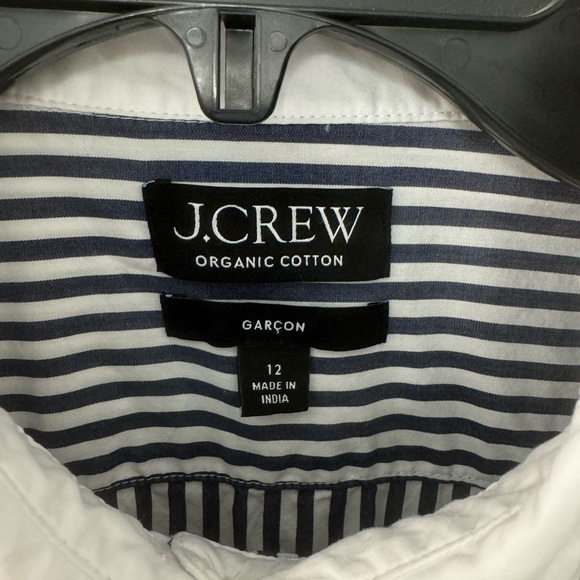 J.CREW
ORGANIC COTTON
GARÇON
12
MADE IN
INDIA